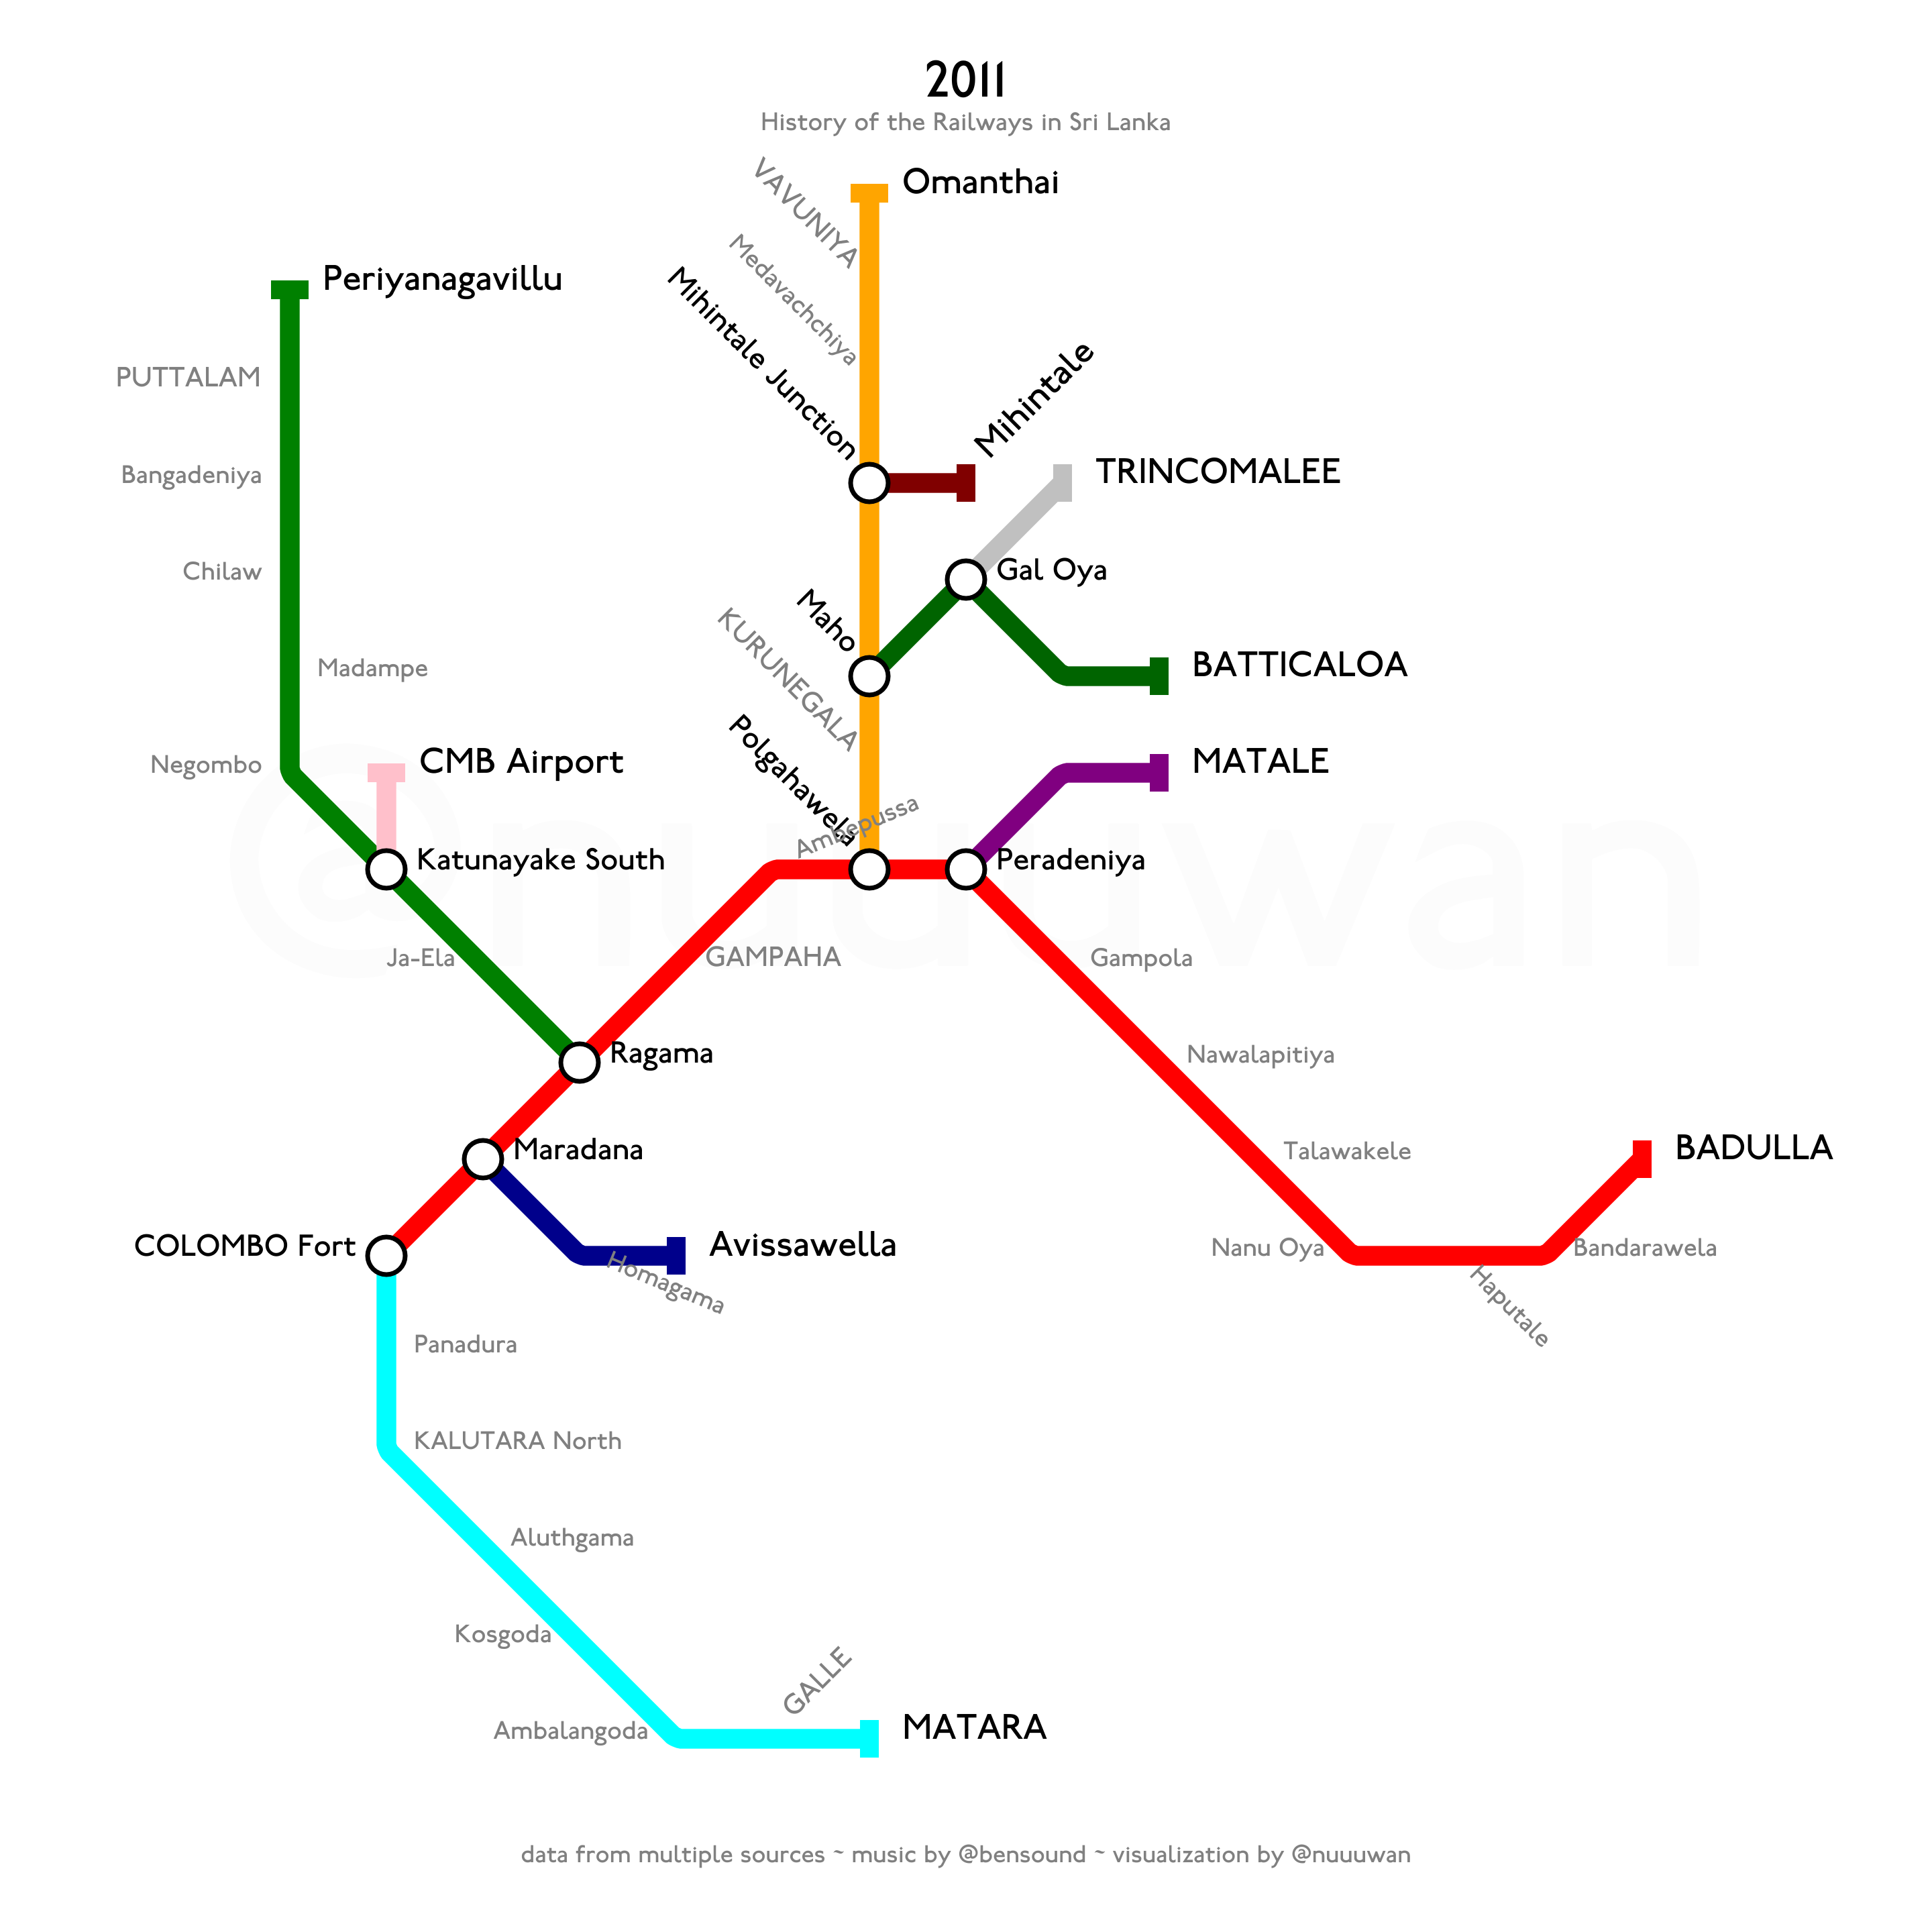 2011
History of the Railways in Sri Lanka
VAVUNIYA
Omanthai
Medavachchiya
Periyanagavillu
Mihintale Junction
Mihintale
PUTTALAM
TRINCOMALEE
Bangadeniya
Chilaw
Gal Oya
Maho
KURUNEGALA
Madampe
BATTICALOA
Negombo
CMB Airport
Polgahawela
MATALE
Ambepussa
@nuuuwan
Katunayake South
Peradeniya
Ja-Ela
GAMPAHA
Gampola
Ragama
Nawalapitiya
Maradana
Talawakele
BADULLA
COLOMBO Fort
Avissawella
Homagama
Nanu Oya
Bandarawela
Haputale
Panadura
KALUTARA North
Aluthgama
Kosgoda
GALLE
Ambalangoda
MATARA
data from multiple sources ~ music by @bensound ~ visualization by @nuuuwan